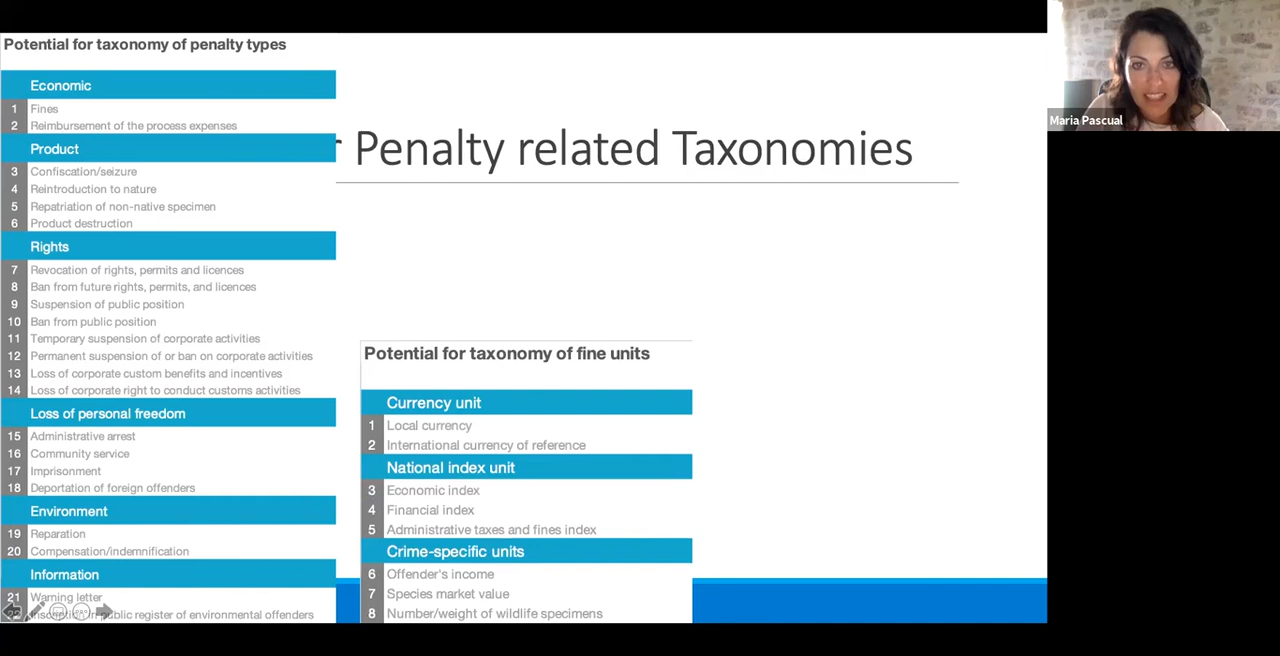 Potential for taxonomy of penalty types
Economic
1 Fines
2 Reimbursement of the process expenses
Product
3 Confiscation/seizure
4 Reintroduction to nature
5 Repatriation of non-native specimen
6 Product destruction
Rights
7 Revocation of rights, permits and licences
8 Ban from future rights, permits, and licences
9 Suspension of public position
10 Ban from public position
11 Temporary suspension of corporate activities
12 Permanent suspension of or ban on corporate activities
13 Loss of corporate custom benefits and incentives
14 Loss of corporate right to conduct customs activities
Loss of personal freedom
15 Administrative arrest
16 Community service
17 Imprisonment
18 Deportation of foreign offenders
Environment
19 Reparation
20 Compensation/indemnification
Information
21 Warning letter
22 Inscription in public register of environmental offenders
Penalty related Taxonomies
Potential for taxonomy of fine units
Currency unit
1 Local currency
2 International currency of reference
National index unit
3 Economic index
4 Financial index
5 Administrative taxes and fines index
Crime-specific units
6 Offender's income
7 Species market value
8 Number/weight of wildlife specimens
Maria Pascual